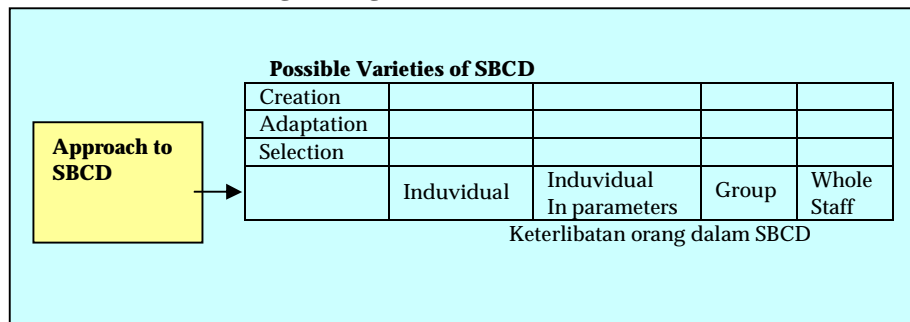 Possible Varieties of SBCD
Creation
Adaptation
Selection
Approach to
SBCD
Induvidual
Induvidual
In parameters
Group
Whole
Staff
Keterlibatan orang dalam SBCD